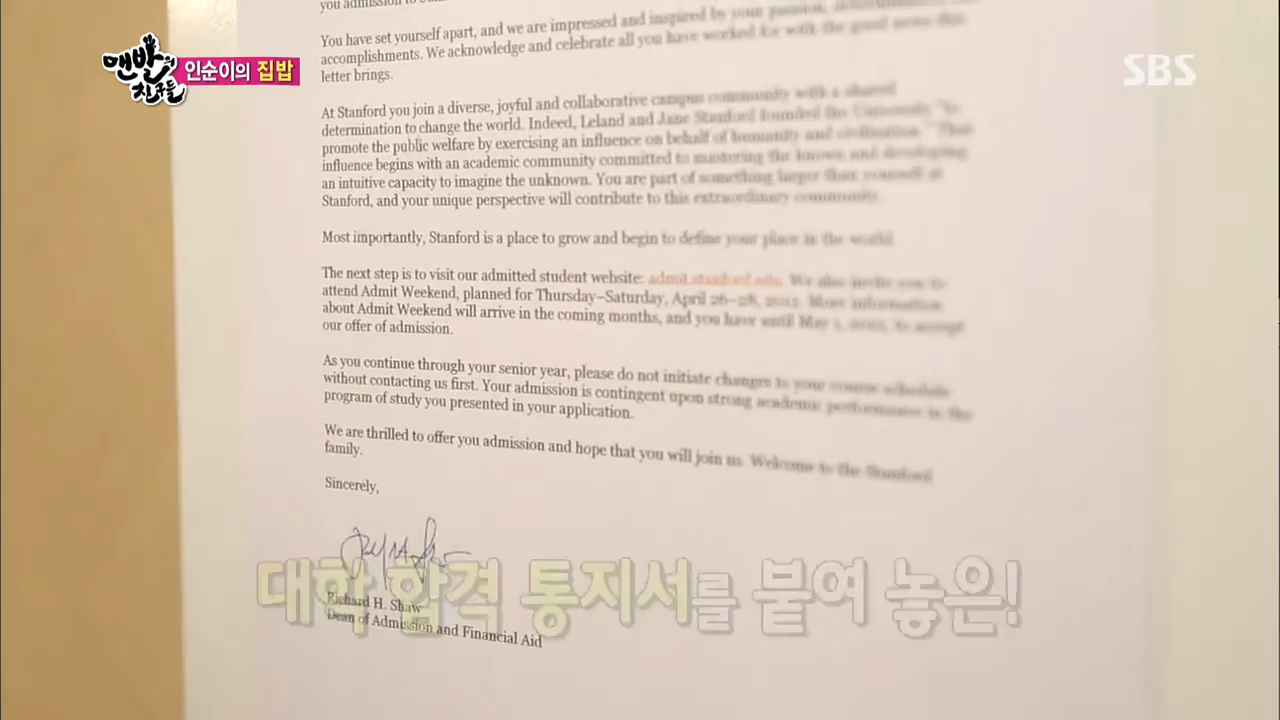 you admission to
You have set yourself apart, and we are impressed and inspired by your passion,
accomplishments. We acknowledge and celebrate all you have worked for with the good news this
letter brings.
At Stanford you join a diverse, joyful and collaborative campus community with a shared
determination to change the world. Indeed, Leland and Jane Stanford founded the University "to
promote the public welfare by exercising an influence on behalf of humanity and civilization." That
influence begins with an academic community committed to mastering the known and developing
an intuitive capacity to imagine the unknown. You are part of something larger than yourself at
Stanford, and your unique perspective will contribute to this extraordinary community.
Most importantly, Stanford is a place to grow and begin to define your place in the world.
The next step is to visit our admitted student website: admit.stanford.edu. We also invite you to
attend Admit Weekend, planned for Thursday–Saturday, April 26–28, 2012. More information
about Admit Weekend will arrive in the coming months, and you have until May 1, 2012, to accept
our offer of admission.
As you continue through your senior year, please do not initiate changes to your course schedule
without contacting us first. Your admission is contingent upon strong academic performance in the
program of study you presented in your application.
We are thrilled to offer you admission and hope that you will join us. Welcome to the Stanford
family.
Sincerely,
Richard H. Shaw
Dean of Admission and Financial Aid
맨발의 친구들
인순이의 집밥
SBS
대학 합격 통지서를 붙여 놓은!